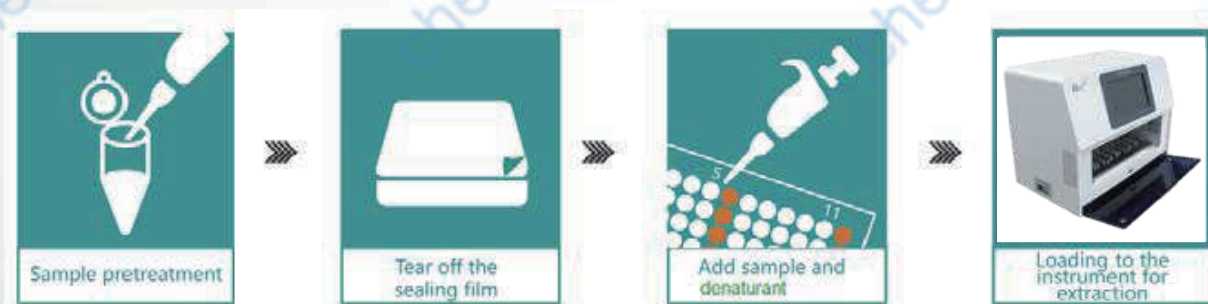 Sample pretreatment
Tear off the
sealing film
5
11
Add sample and
denaturant
Loading to the
instrument for
extraction